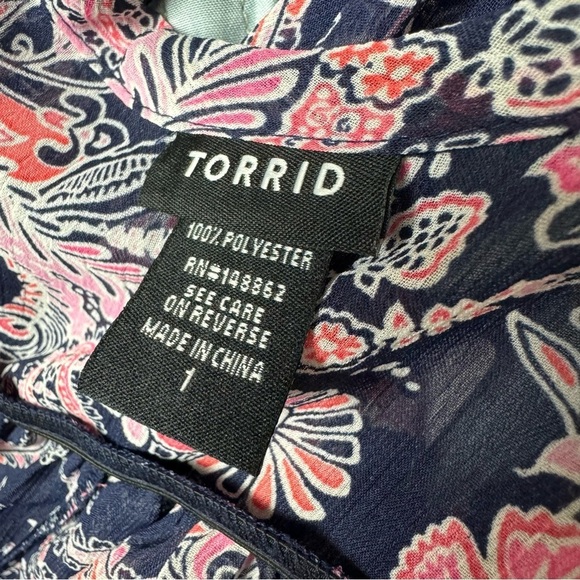 TORRID
100% POLYESTER
RN#148862
SEE CARE
ON REVERSE
MADE IN CHINA
1